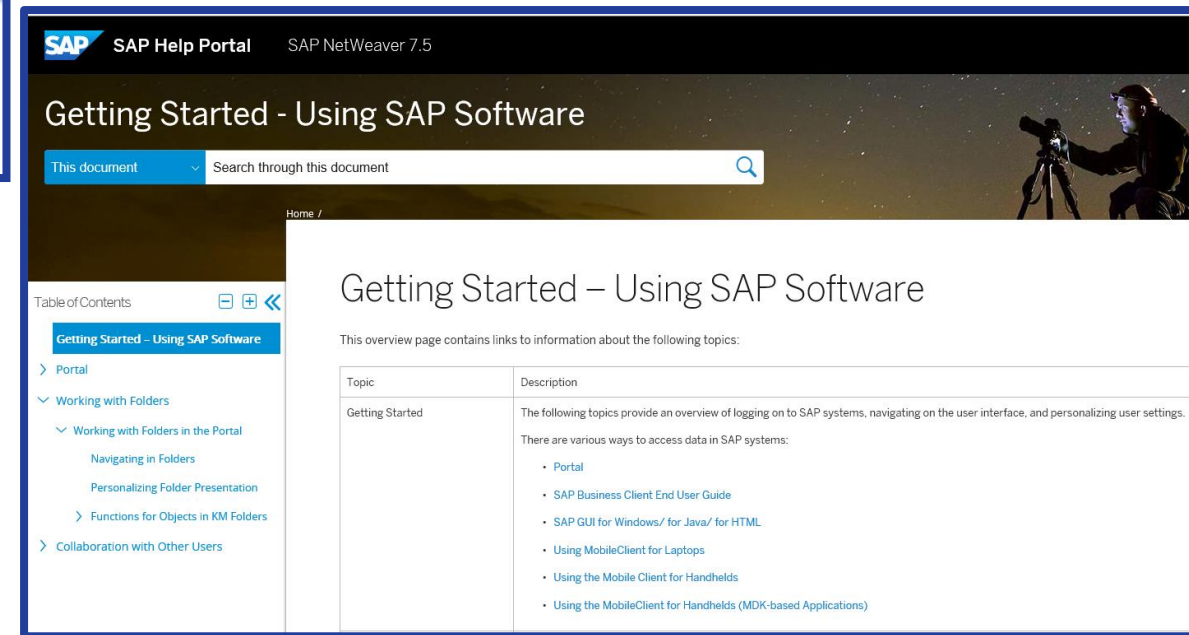 SAP SAP Help Portal SAP NetWeaver 7.5
Getting Started - Using SAP Software
This document Search through this document
Home /
Table of Contents
Getting Started – Using SAP Software
Portal
Working with Folders
Working with Folders in the Portal
Navigating in Folders
Personalizing Folder Presentation
Functions for Objects in KM Folders
Collaboration with Other Users
Getting Started – Using SAP Software
This overview page contains links to information about the following topics:
Topic Description
Getting Started The following topics provide an overview of logging on to SAP systems, navigating on the user interface, and personalizing user settings.
There are various ways to access data in SAP systems:
• Portal
• SAP Business Client End User Guide
• SAP GUI for Windows/ for Java/ for HTML
• Using MobileClient for Laptops
• Using the Mobile Client for Handhelds
• Using the MobileClient for Handhelds (MDK-based Applications)